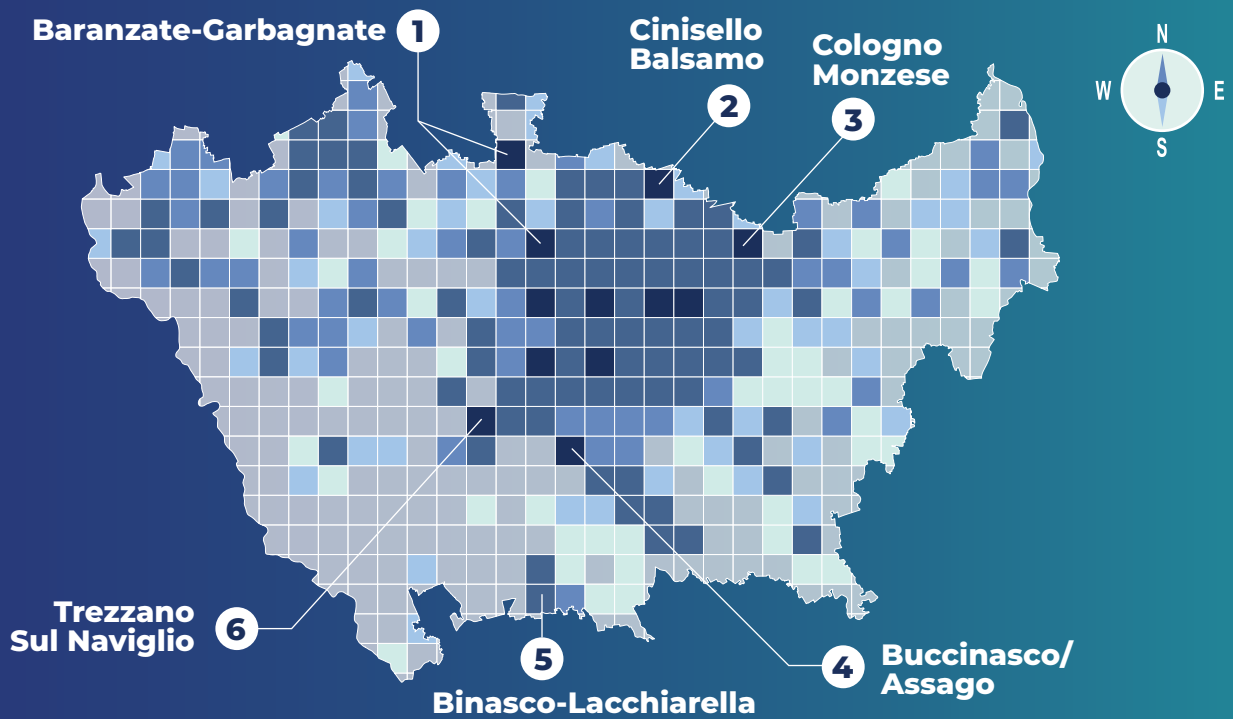 Baranzate-Garbagnate
1
Cinisello
Balsamo
2
Cologno
Monzese
3
N
W
E
S
Trezzano
Sul Naviglio
6
5
Binasco-Lacchiarella
4
Buccinasco/
Assago